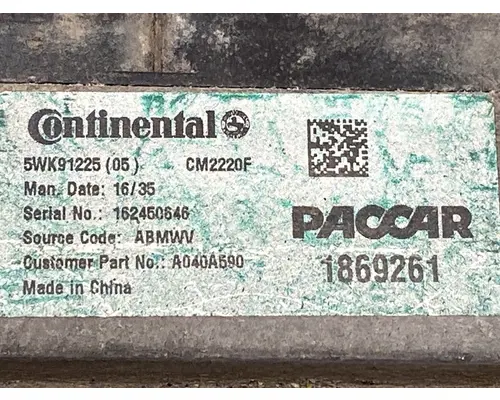 Continental
5WK91225 (05) CM2220F
Man. Date: 16/35
Serial No.: 162450646
Source Code: ABMWV
Customer Part No.: A040A590
Made in China
PACCAR
1869261